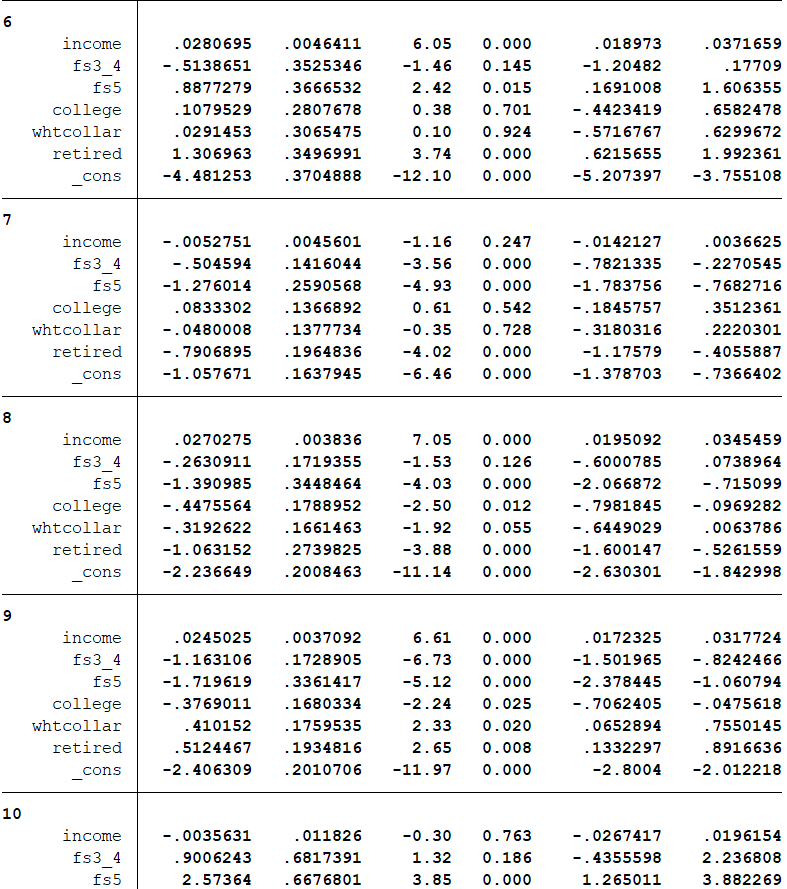 6
income .0280695 .0046411 6.05 0.000 .018973 .0371659
fs3_4 -.5138651 .3525346 -1.46 0.145 -1.20482 .17709
fs5 .8877279 .3666532 2.42 0.015 .1691008 1.606355
college .1079529 .2807678 0.38 0.701 -.4423419 .6582478
whtcollar .0291453 .3065475 0.10 0.924 -.5716767 .6299672
retired 1.306963 .3496991 3.74 0.000 .6215655 1.992361
_cons -4.481253 .3704888 -12.10 0.000 -5.207397 -3.755108
7
income -.0052751 .0045601 -1.16 0.247 -.0142127 .0036625
fs3_4 -.504594 .1416044 -3.56 0.000 -.7821335 -.2270545
fs5 -1.276014 .2590568 -4.93 0.000 -1.783756 -.7682716
college .0833302 .1366892 0.61 0.542 -.1845757 .3512361
whtcollar -.0480008 .1377734 -0.35 0.728 -.3180316 .2220301
retired -.7906895 .1964836 -4.02 0.000 -1.17579 -.4055887
_cons -1.057671 .1637945 -6.46 0.000 -1.378703 -.7366402
8
income .0270275 .003836 7.05 0.000 .0195092 .0345459
fs3_4 -.2630911 .1719355 -1.53 0.126 -.6000785 .0738964
fs5 -1.390985 .3448464 -4.03 0.000 -2.066872 -.715099
college -.4475564 .1788952 -2.50 0.012 -.7981845 -.0969282
whtcollar -.3192622 .1661463 -1.92 0.055 -.6449029 .0063786
retired -1.063152 .2739825 -3.88 0.000 -1.600147 -.5261559
_cons -2.236649 .2008463 -11.14 0.000 -2.630301 -1.842998
9
income .0245025 .0037092 6.61 0.000 .0172325 .0317724
fs3_4 -1.163106 .1728905 -6.73 0.000 -1.501965 -.8242466
fs5 -1.719619 .3361417 -5.12 0.000 -2.378445 -1.060794
college -.3769011 .1680334 -2.24 0.025 -.7062405 -.0475618
whtcollar .410152 .1759535 2.33 0.020 .0652894 .7550145
retired .5124467 .1934816 2.65 0.008 .1332297 .8916636
_cons -2.406309 .2010706 -11.97 0.000 -2.8004 -2.012218
10
income -.0035631 .011826 -0.30 0.763 -.0267417 .0196154
fs3_4 .9006243 .6817391 1.32 0.186 -.4355598 2.236808
fs5 2.57364 .6676801 3.85 0.000 1.265011 3.882269